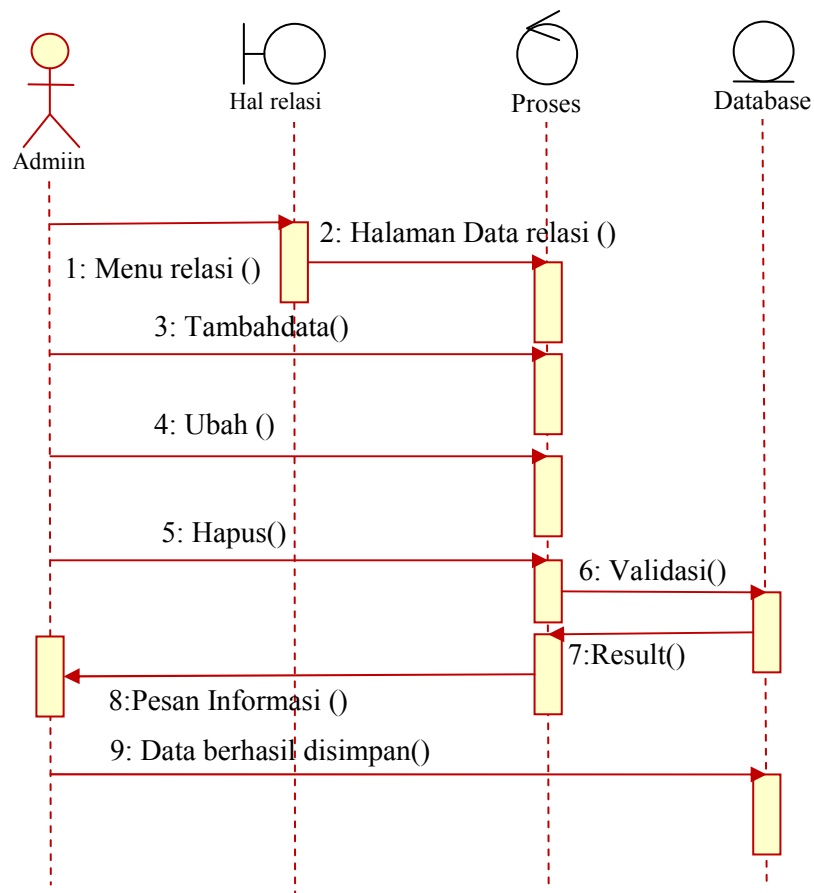 Hal relasi
Proses
Database
Admiin
2: Halaman Data relasi ()
1: Menu relasi ()
3: Tambahdata()
4: Ubah ()
5: Hapus()
6: Validasi()
7:Result()
8:Pesan Informasi ()
9: Data berhasil disimpan()